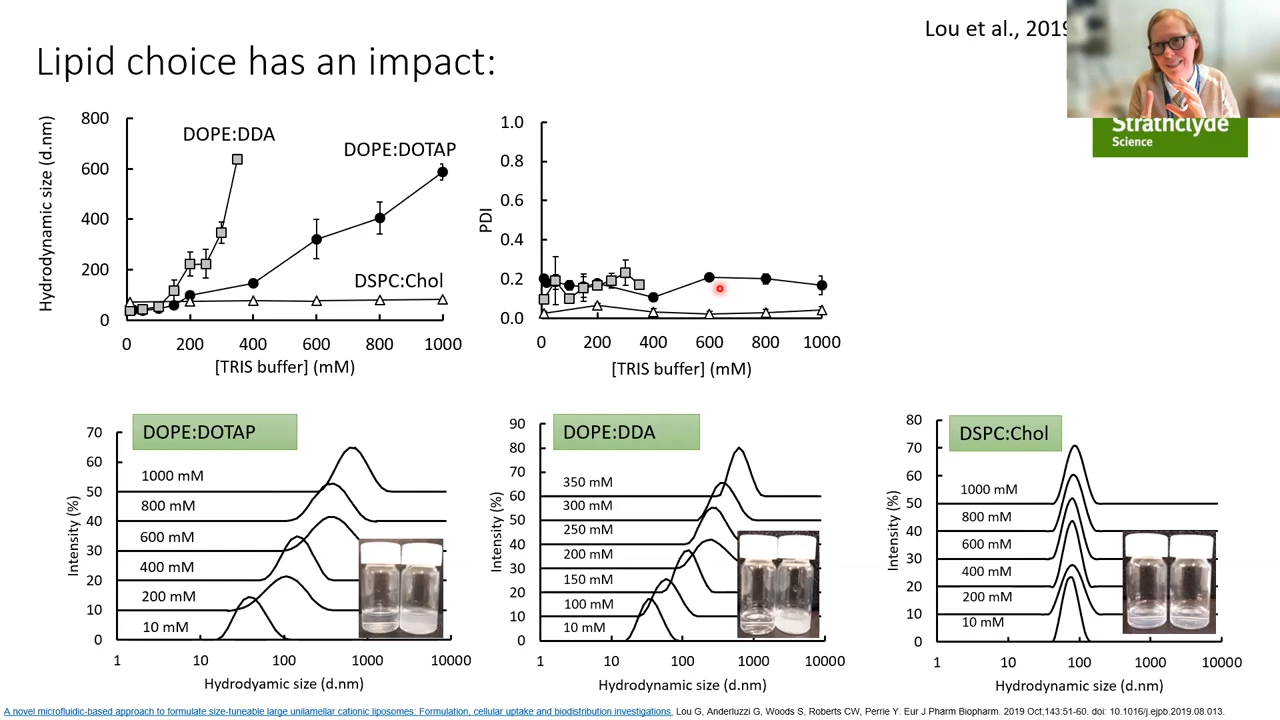 Lou et al., 2019
Lipid choice has an impact:
Strathclyde
Science
Hydrodynamic size (d.nm)
800
600
400
200
0
DOPE:DDA
DOPE:DOTAP
DSPC:Chol
0 200 400 600 800 1000
[TRIS buffer] (mM)
PDI
1.0
0.8
0.6
0.4
0.2
0.0
0 200 400 600 800 1000
[TRIS buffer] (mM)
DOPE:DOTAP
Intensity (%)
70
60
50
40
30
20
10
0
1000 mM
800 mM
600 mM
400 mM
200 mM
10 mM
1 10 100 1000 10000
Hydrodyamic size (d.nm)
DOPE:DDA
Intensity (%)
90
80
70
60
50
40
30
20
10
0
350 mM
300 mM
250 mM
200 mM
150 mM
100 mM
10 mM
1 10 100 1000 10000
Hydrodyamic size (d.nm)
DSPC:Chol
Intensity (%)
80
70
60
50
40
30
20
10
0
1000 mM
800 mM
600 mM
400 mM
200 mM
10 mM
1 10 100 1000 10000
Hydrodyamic size (d.nm)
A novel microfluidic-based approach to formulate size-tuneable large unilamellar cationic liposomes: Formulation, cellular uptake and biodistribution investigations. Lou G, Anderluzzi G, Woods S, Roberts CW, Perrie Y. Eur J Pharm Biopharm. 2019 Oct;143:51-60. doi: 10.1016/j.ejpb.2019.08.013.